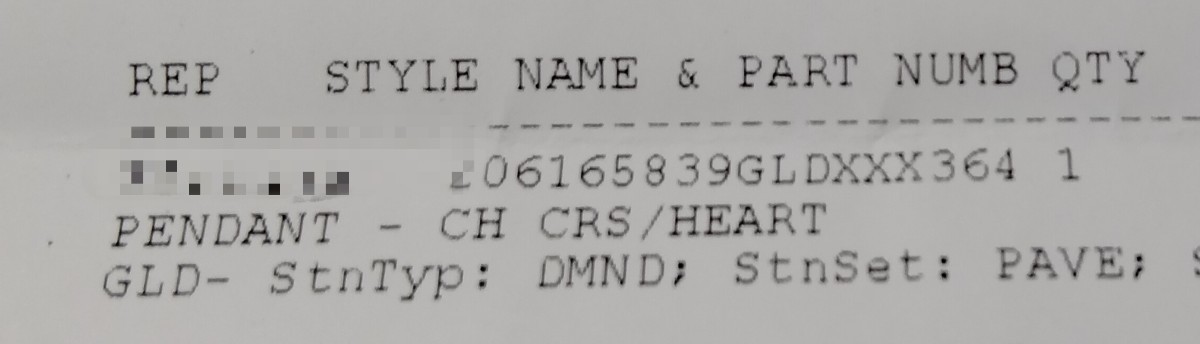 REP STYLE NAME & PART NUMB QTY
--------------------------------
06165839GLDXXX364 1
PENDANT - CH CRS/HEART
GLD- StnTyp: DMND; StnSet: PAVE;